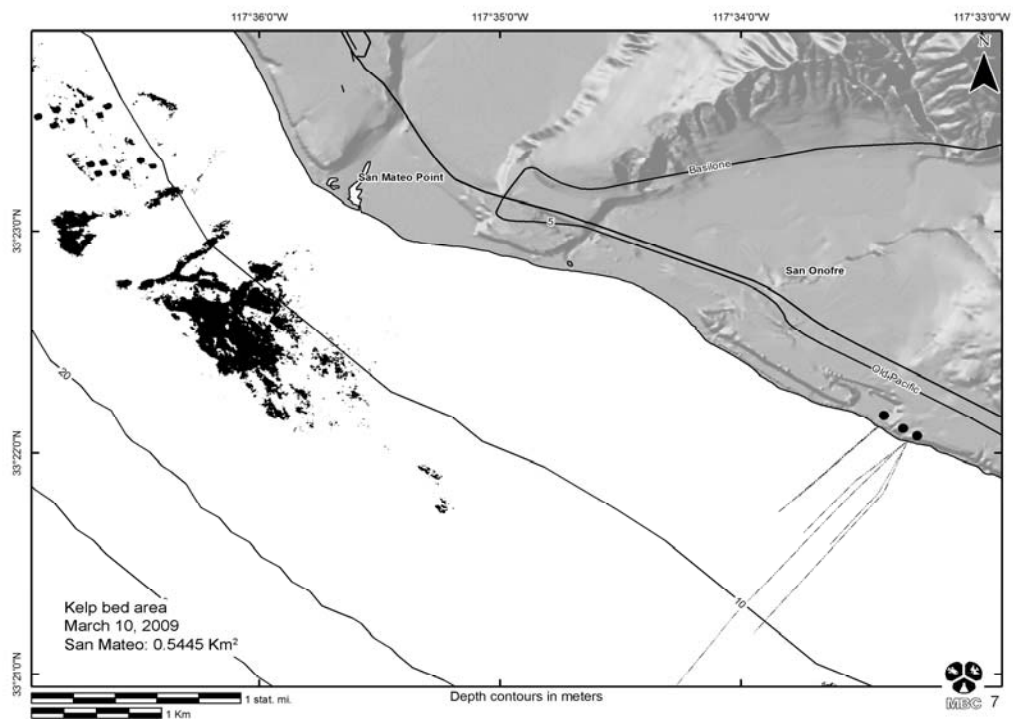 117°36'0"W 117°35'0"W 117°34'0"W 117°33'0"W
N
Basilone
San Mateo Point
5
33°23'0"N
San Onofre
20
Old Pacific
33°22'0"N
10
Kelp bed area
March 10, 2009
San Mateo: 0.5445 Km²
33°21'0"N
1 stat. mi.
Depth contours in meters
1 Km
MBC 7